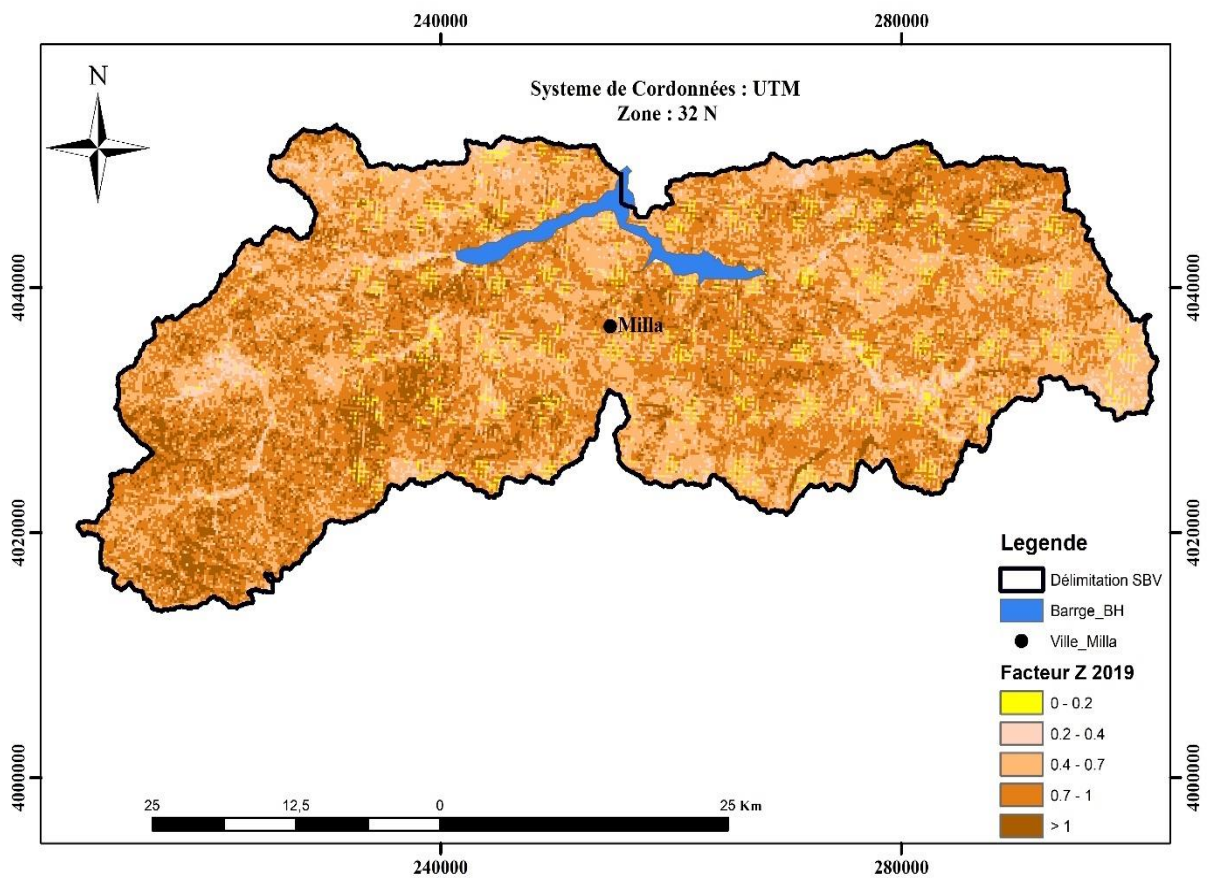 240000
280000
N
Systeme de Cordonnées : UTM
Zone : 32 N
4040000
4040000
Milla
4020000
4020000
Legende
Délimitation SBV
Barrge_BH
Ville_Milla
Facteur Z 2019
0 - 0.2
0.2 - 0.4
0.4 - 0.7
0.7 - 1
> 1
4000000
4000000
25
12,5
0
25 Km
240000
280000